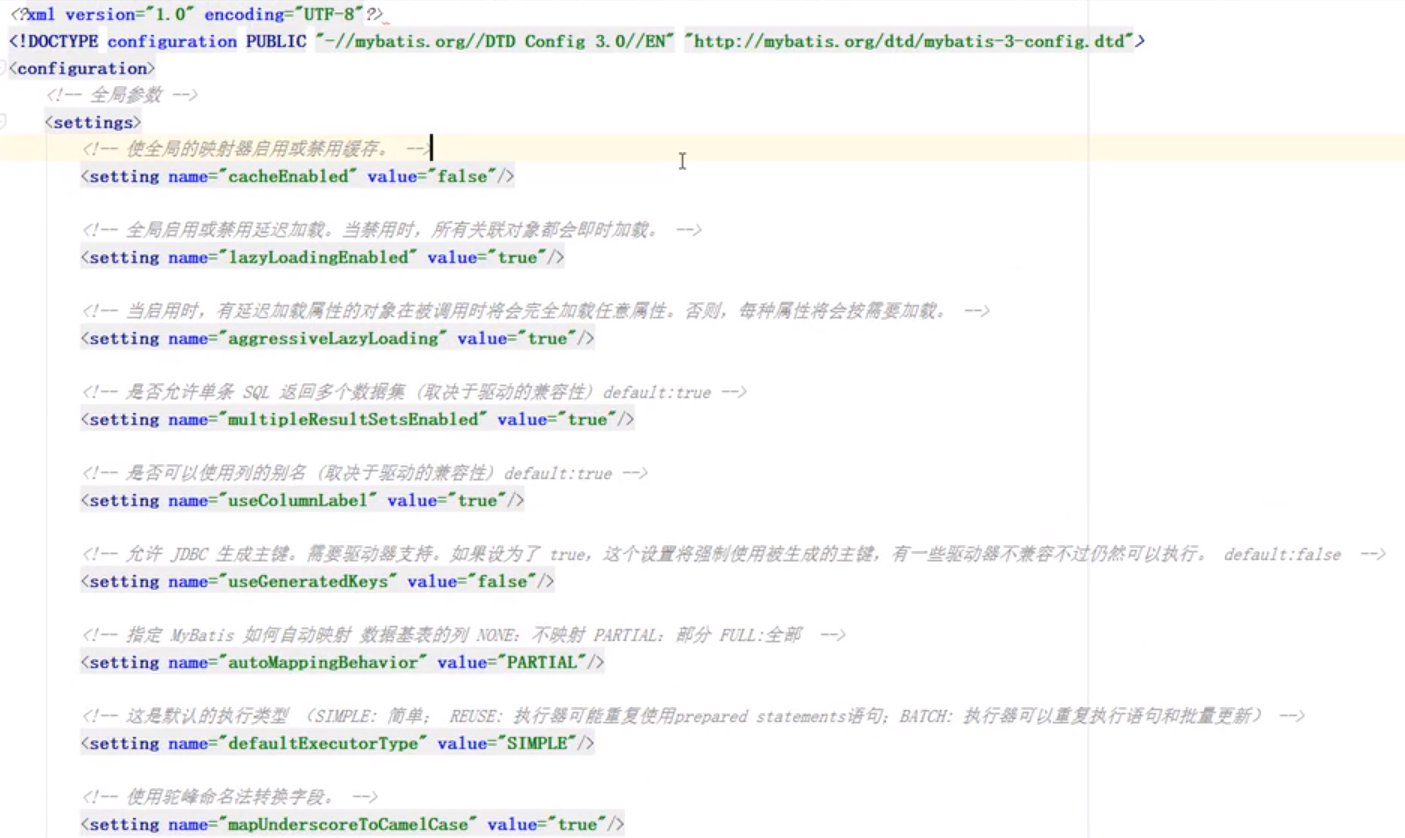 <?xml version="1.0" encoding="UTF-8"?>
<!DOCTYPE configuration PUBLIC "-//mybatis.org//DTD Config 3.0//EN" "http://mybatis.org/dtd/mybatis-3-config.dtd">
<configuration>
<!-- 全局参数 -->
<settings>
<!-- 使全局的映射器启用或禁用缓存。 -->
<setting name="cacheEnabled" value="false"/>
<!-- 全局启用或禁用延迟加载。当禁用时，所有关联对象都会即时加载。 -->
<setting name="lazyLoadingEnabled" value="true"/>
<!-- 当启用时，有延迟加载属性的对象在被调用时将会完全加载任意属性。否则，每种属性将会按需要加载。 -->
<setting name="aggressiveLazyLoading" value="true"/>
<!-- 是否允许单条 SQL 返回多个数据集 (取决于驱动的兼容性) default:true -->
<setting name="multipleResultSetsEnabled" value="true"/>
<!-- 是否可以使用列的别名 (取决于驱动的兼容性) default:true -->
<setting name="useColumnLabel" value="true"/>
<!-- 允许 JDBC 生成主键。需要驱动器支持。如果设为了 true，这个设置将强制使用被生成的主键，有一些驱动器不兼容不过仍然可以执行。 default:false -->
<setting name="useGeneratedKeys" value="false"/>
<!-- 指定 MyBatis 如何自动映射 数据基表的列 NONE：不映射 PARTIAL：部分 FULL:全部 -->
<setting name="autoMappingBehavior" value="PARTIAL"/>
<!-- 这是默认的执行类型 （SIMPLE: 简单； REUSE: 执行器可能重复使用prepared statements语句；BATCH: 执行器可以重复执行语句和批量更新） -->
<setting name="defaultExecutorType" value="SIMPLE"/>
<!-- 使用驼峰命名法转换字段。 -->
<setting name="mapUnderscoreToCamelCase" value="true"/>